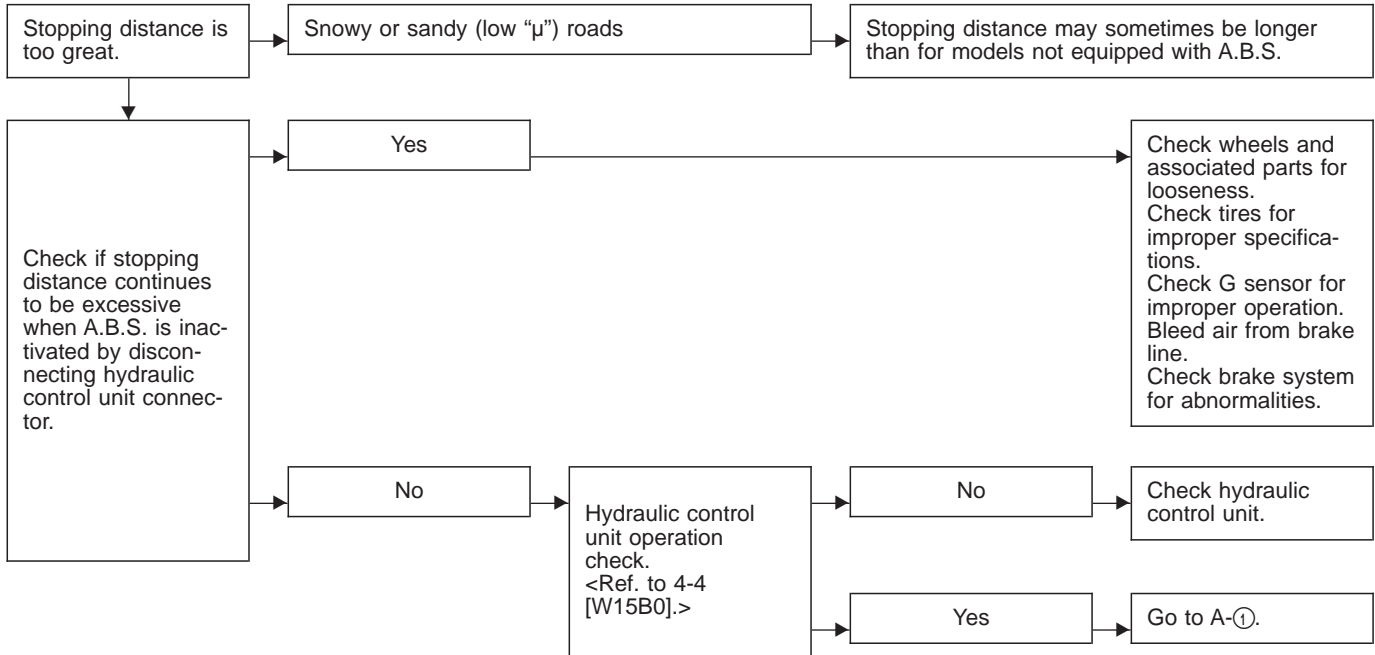 Stopping distance is
too great.
Snowy or sandy (low “µ”) roads
Stopping distance may sometimes be longer
than for models not equipped with A.B.S.
Check if stopping
distance continues
to be excessive
when A.B.S. is inac-
tivated by discon-
necting hydraulic
control unit connec-
tor.
Yes
Check wheels and
associated parts for
looseness.
Check tires for
improper specifica-
tions.
Check G sensor for
improper operation.
Bleed air from brake
line.
Check brake system
for abnormalities.
No
Hydraulic control
unit operation
check.
<Ref. to 4-4
[W15B0].>
No
Check hydraulic
control unit.
Yes
Go to A-①.